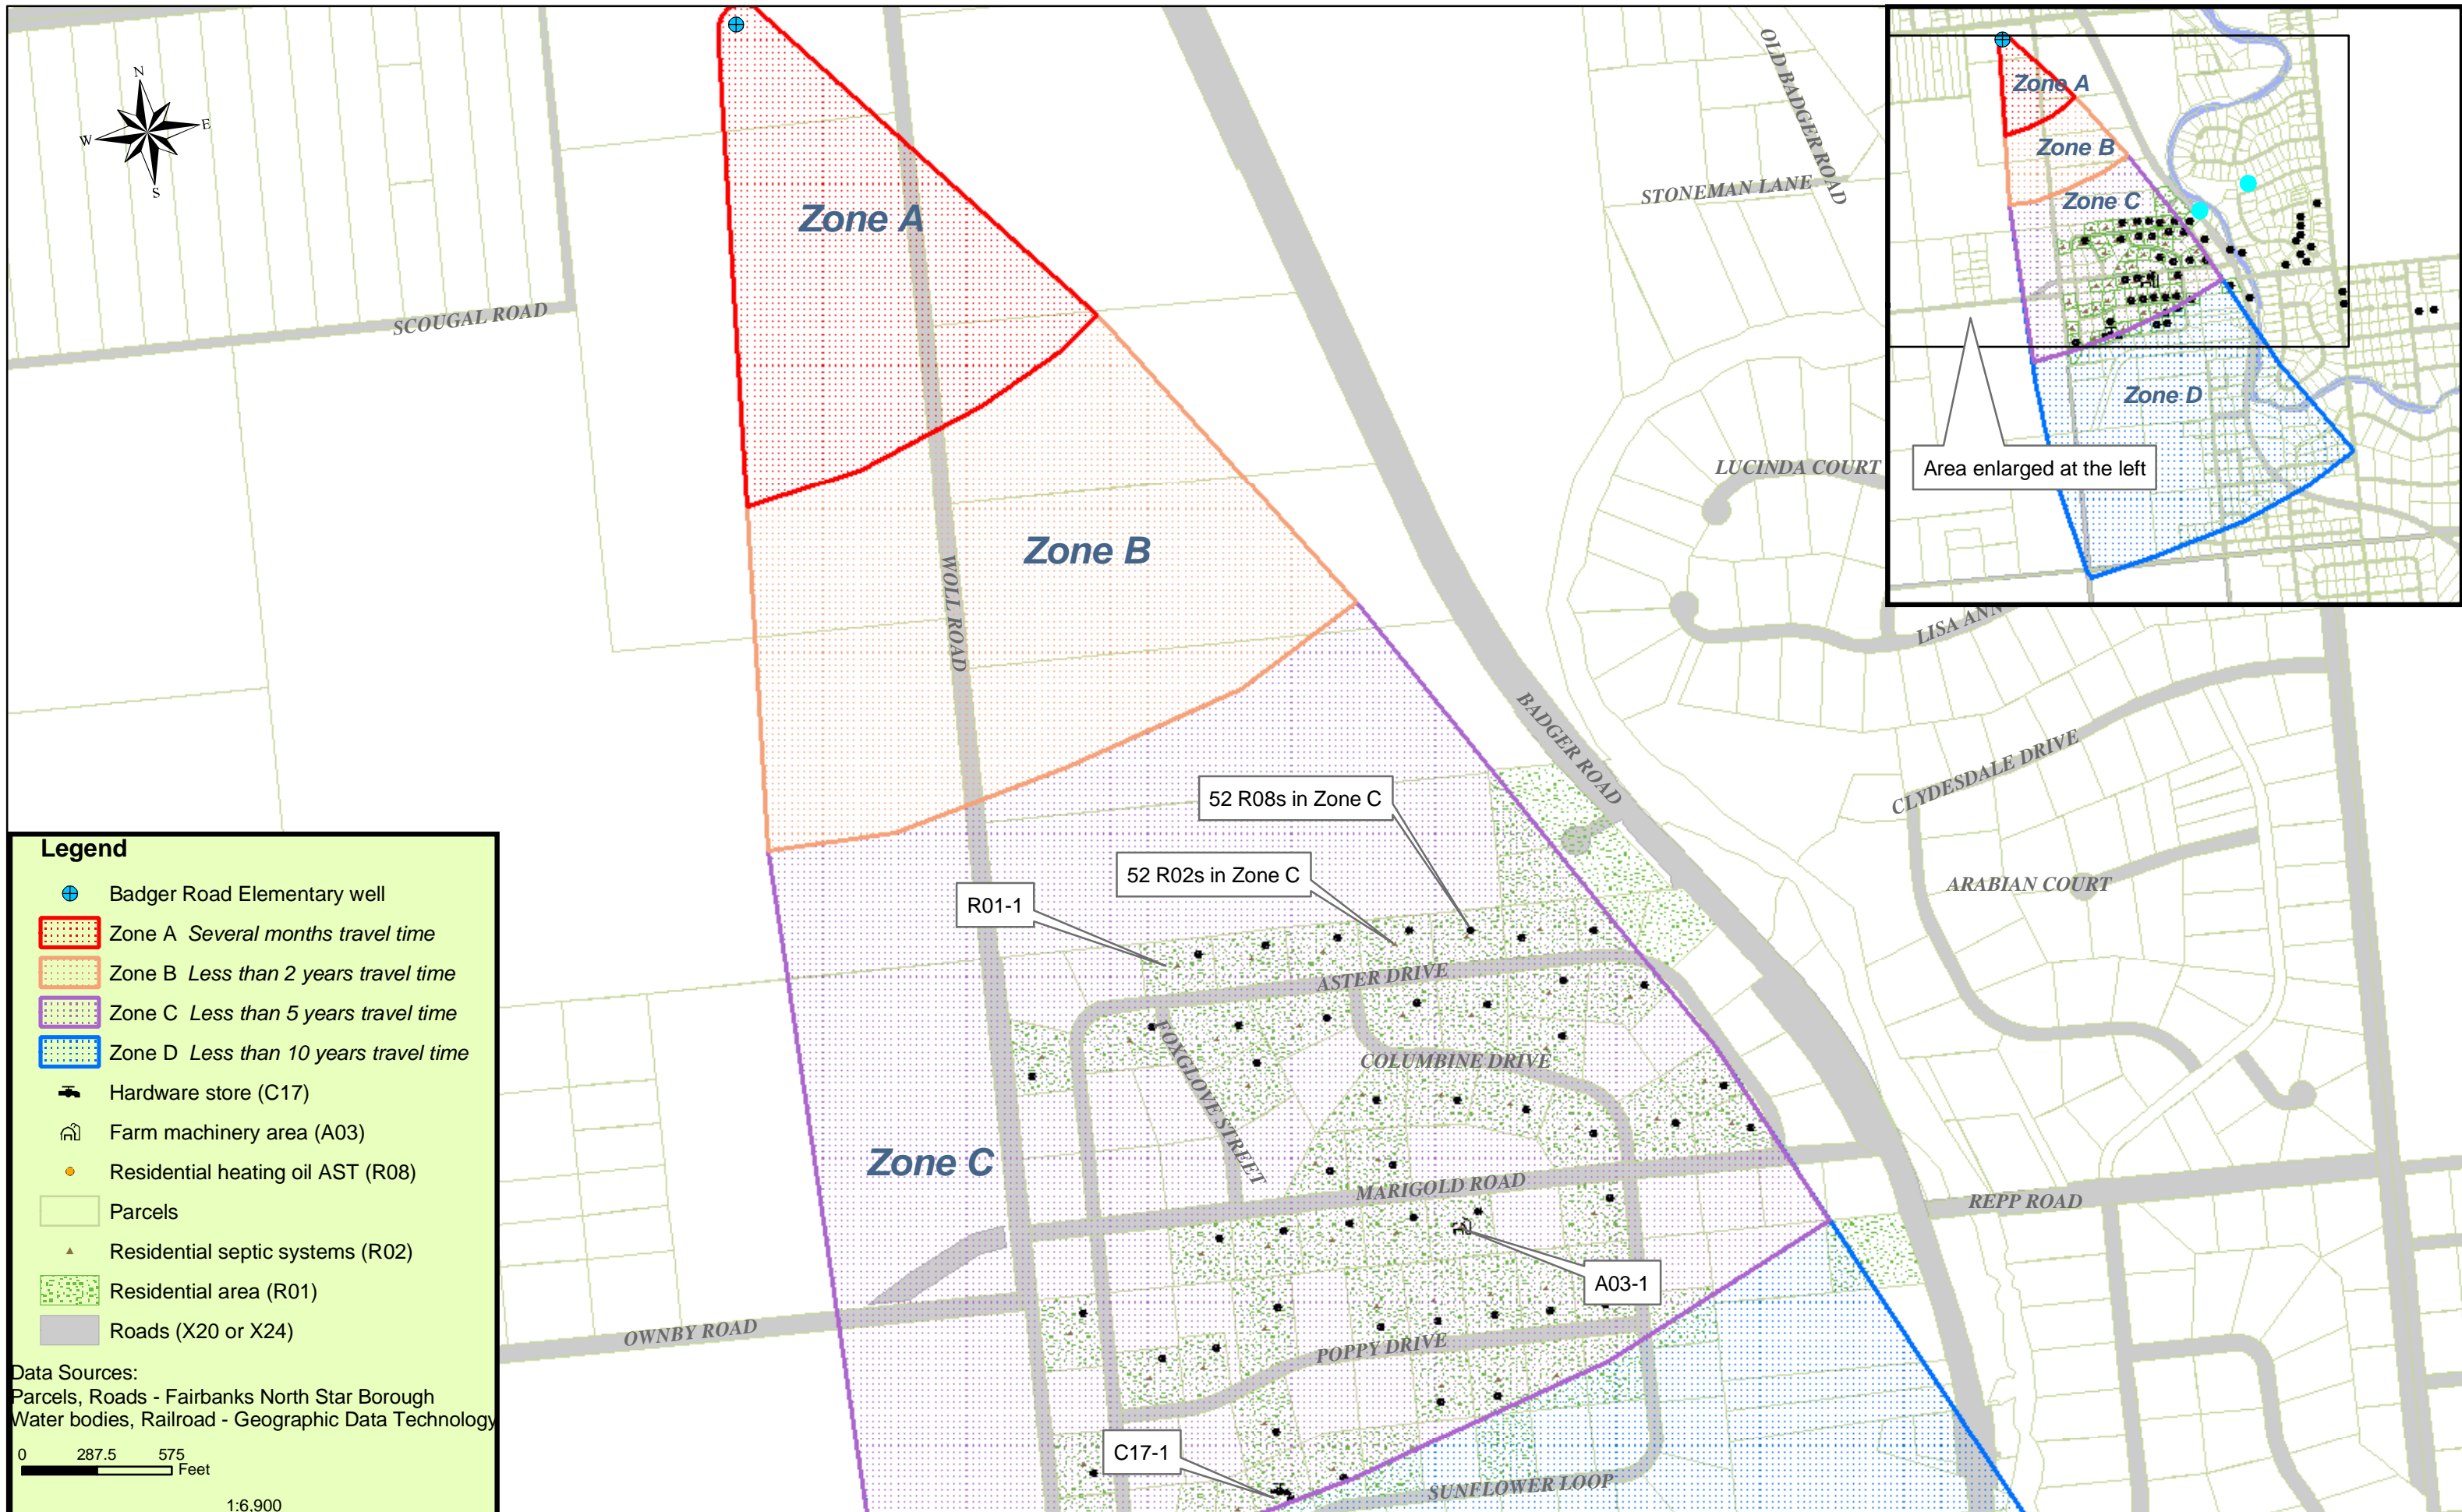 N
W
E
S
SCOUGAL ROAD
Zone A
Zone B
WOLL ROAD
OLD BADGER ROAD
STONEMAN LANE
LUCINDA COURT
LISA ANN
BADGER ROAD
CLYDESDALE DRIVE
ARABIAN COURT
52 R08s in Zone C
52 R02s in Zone C
R01-1
ASTER DRIVE
FOXGLOVE STREET
COLUMBINE DRIVE
Zone C
MARIGOLD ROAD
REPP ROAD
A03-1
OWNBY ROAD
POPPY DRIVE
C17-1
SUNFLOWER LOOP
Zone A
Zone B
Zone C
Zone D
Area enlarged at the left
Legend
Badger Road Elementary well
Zone A Several months travel time
Zone B Less than 2 years travel time
Zone C Less than 5 years travel time
Zone D Less than 10 years travel time
Hardware store (C17)
Farm machinery area (A03)
Residential heating oil AST (R08)
Parcels
Residential septic systems (R02)
Residential area (R01)
Roads (X20 or X24)
Data Sources:
Parcels, Roads - Fairbanks North Star Borough
Water bodies, Railroad - Geographic Data Technology
0 287.5 575
Feet
1:6,900